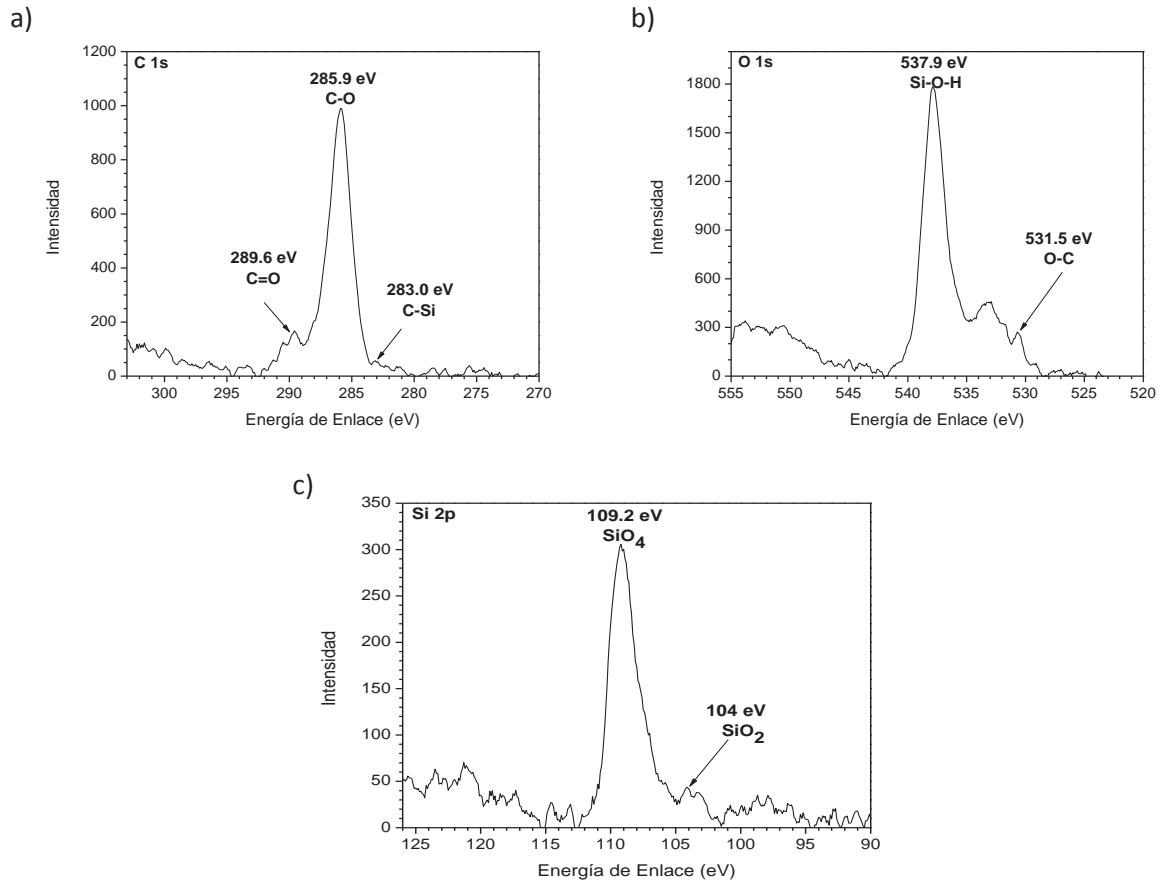 a)
C 1s
285.9 eV
C-O
289.6 eV
C=O
283.0 eV
C-Si
1200
1000
800
600
400
200
0
300 295 290 285 280 275 270
Intensidad
Energía de Enlace (eV)
b)
O 1s
537.9 eV
Si-O-H
531.5 eV
O-C
1800
1500
1200
900
600
300
0
555 550 545 540 535 530 525 520
Intensidad
Energía de Enlace (eV)
c)
Si 2p
109.2 eV
SiO4
104 eV
SiO2
350
300
250
200
150
100
50
0
125 120 115 110 105 100 95 90
Intensidad
Energía de Enlace (eV)